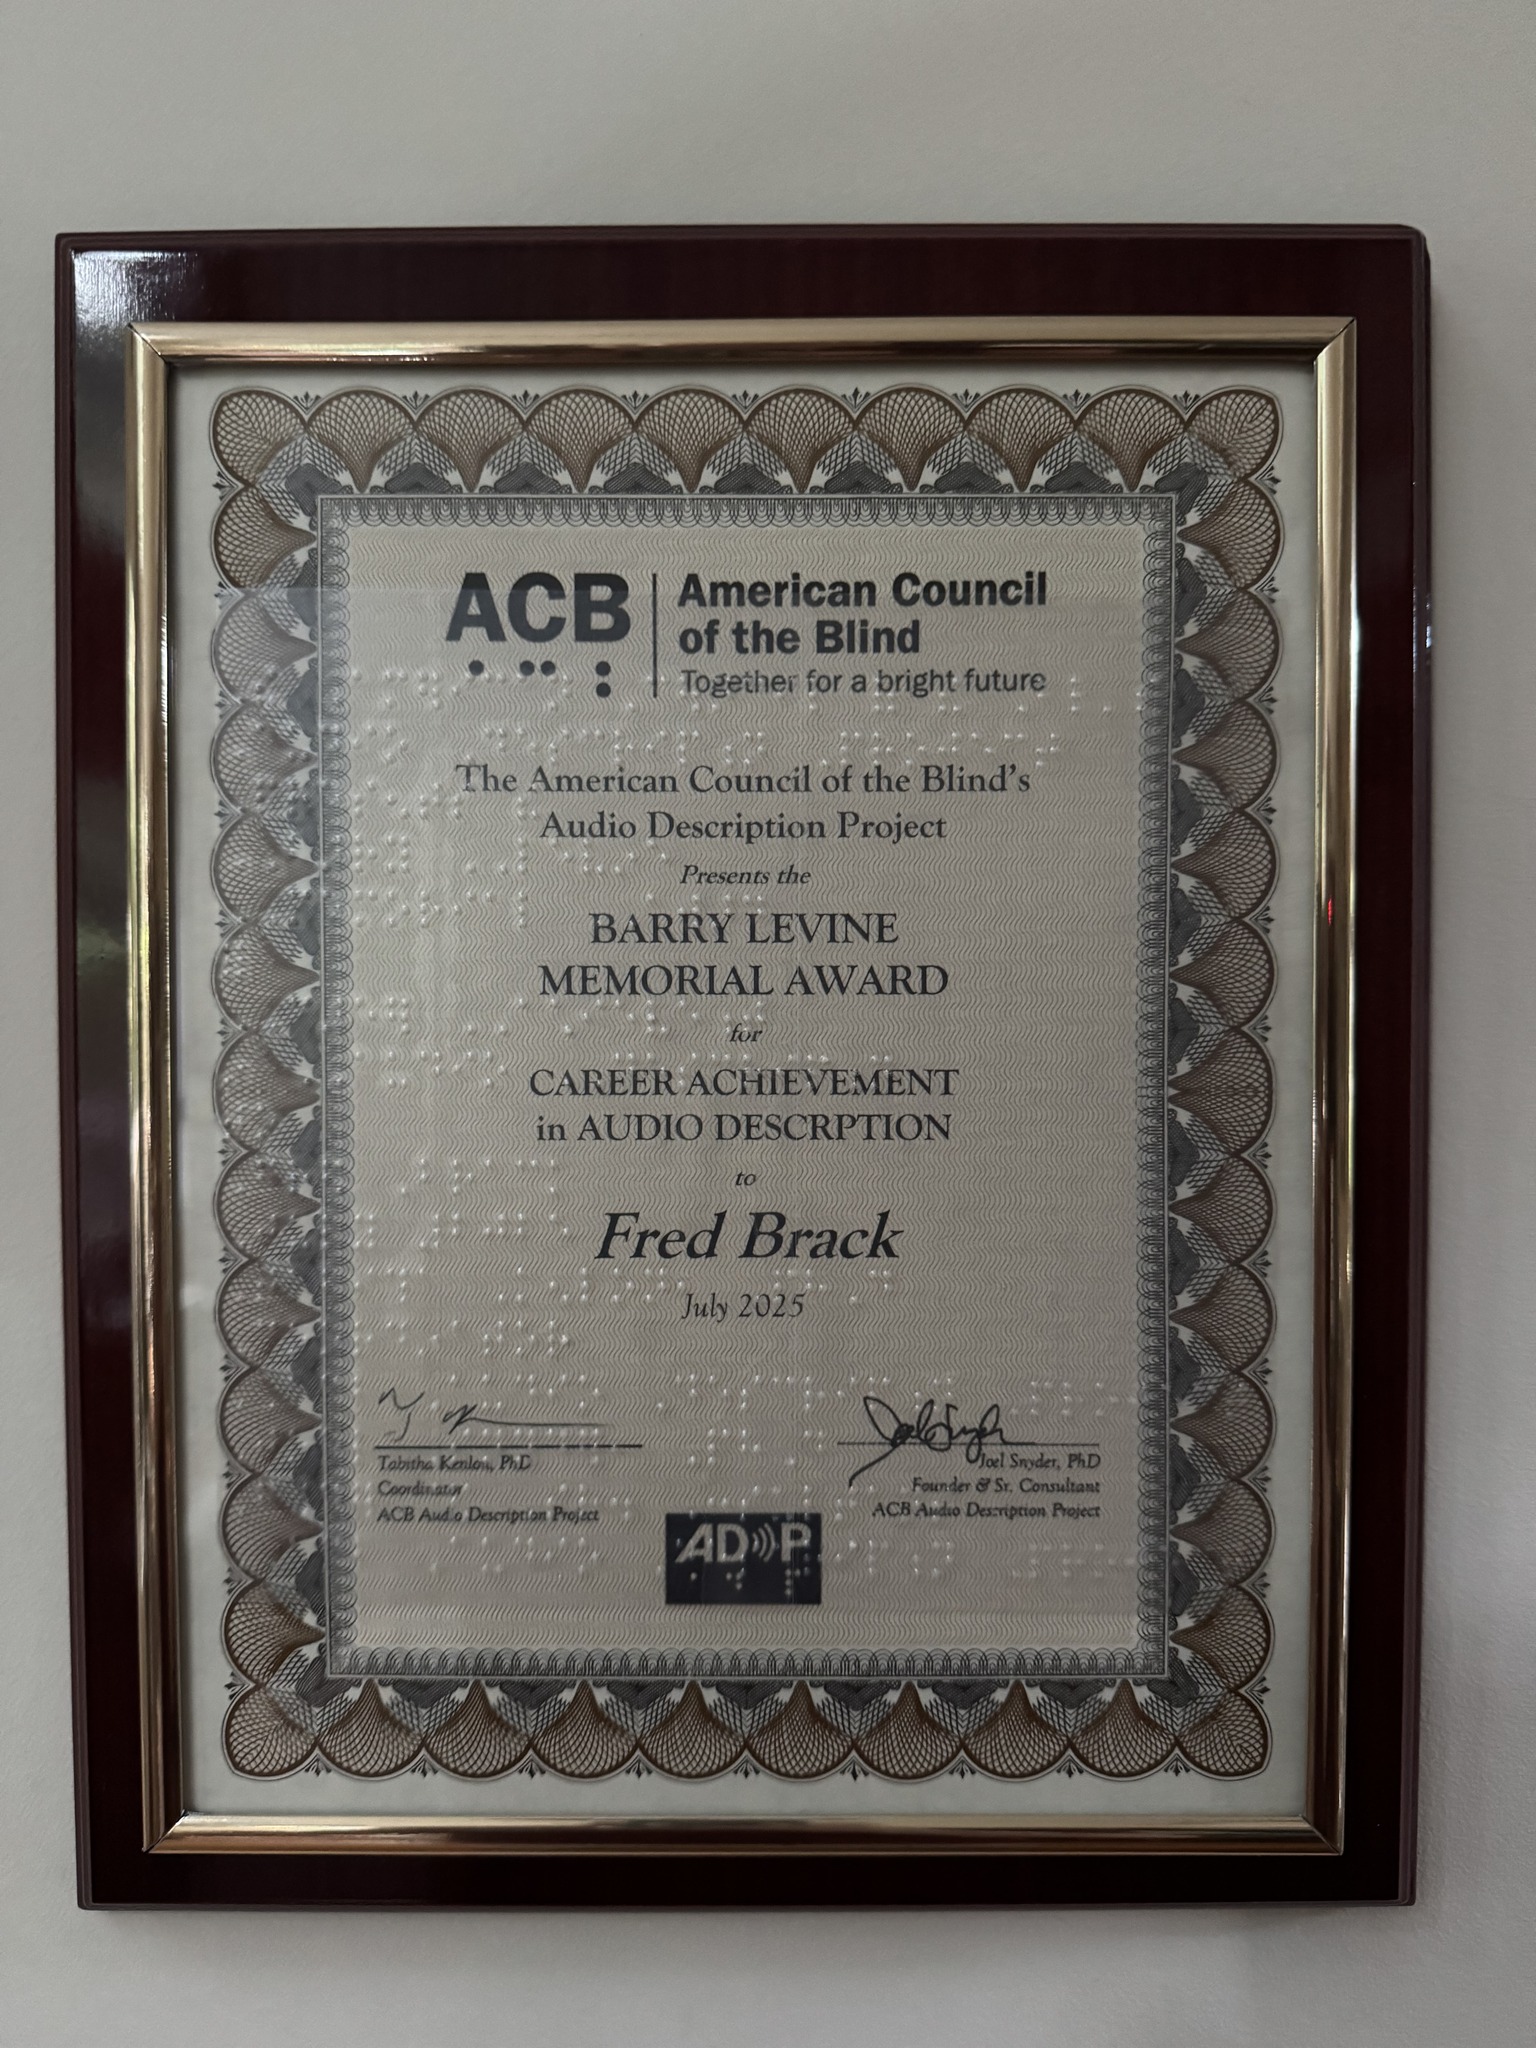 ACB
American Council
of the Blind
Together for a bright future
The American Council of the Blind's
Audio Description Project
Presents the
BARRY LEVINE
MEMORIAL AWARD
for
CAREER ACHIEVEMENT
in AUDIO DESCRPTION
to
Fred Brack
July 2025
Tabitha Kenlon, PhD
Coordinator
ACB Audio Description Project
Joel Snyder, PhD
Founder & Sr. Consultant
ACB Audio Description Project
AD)))P